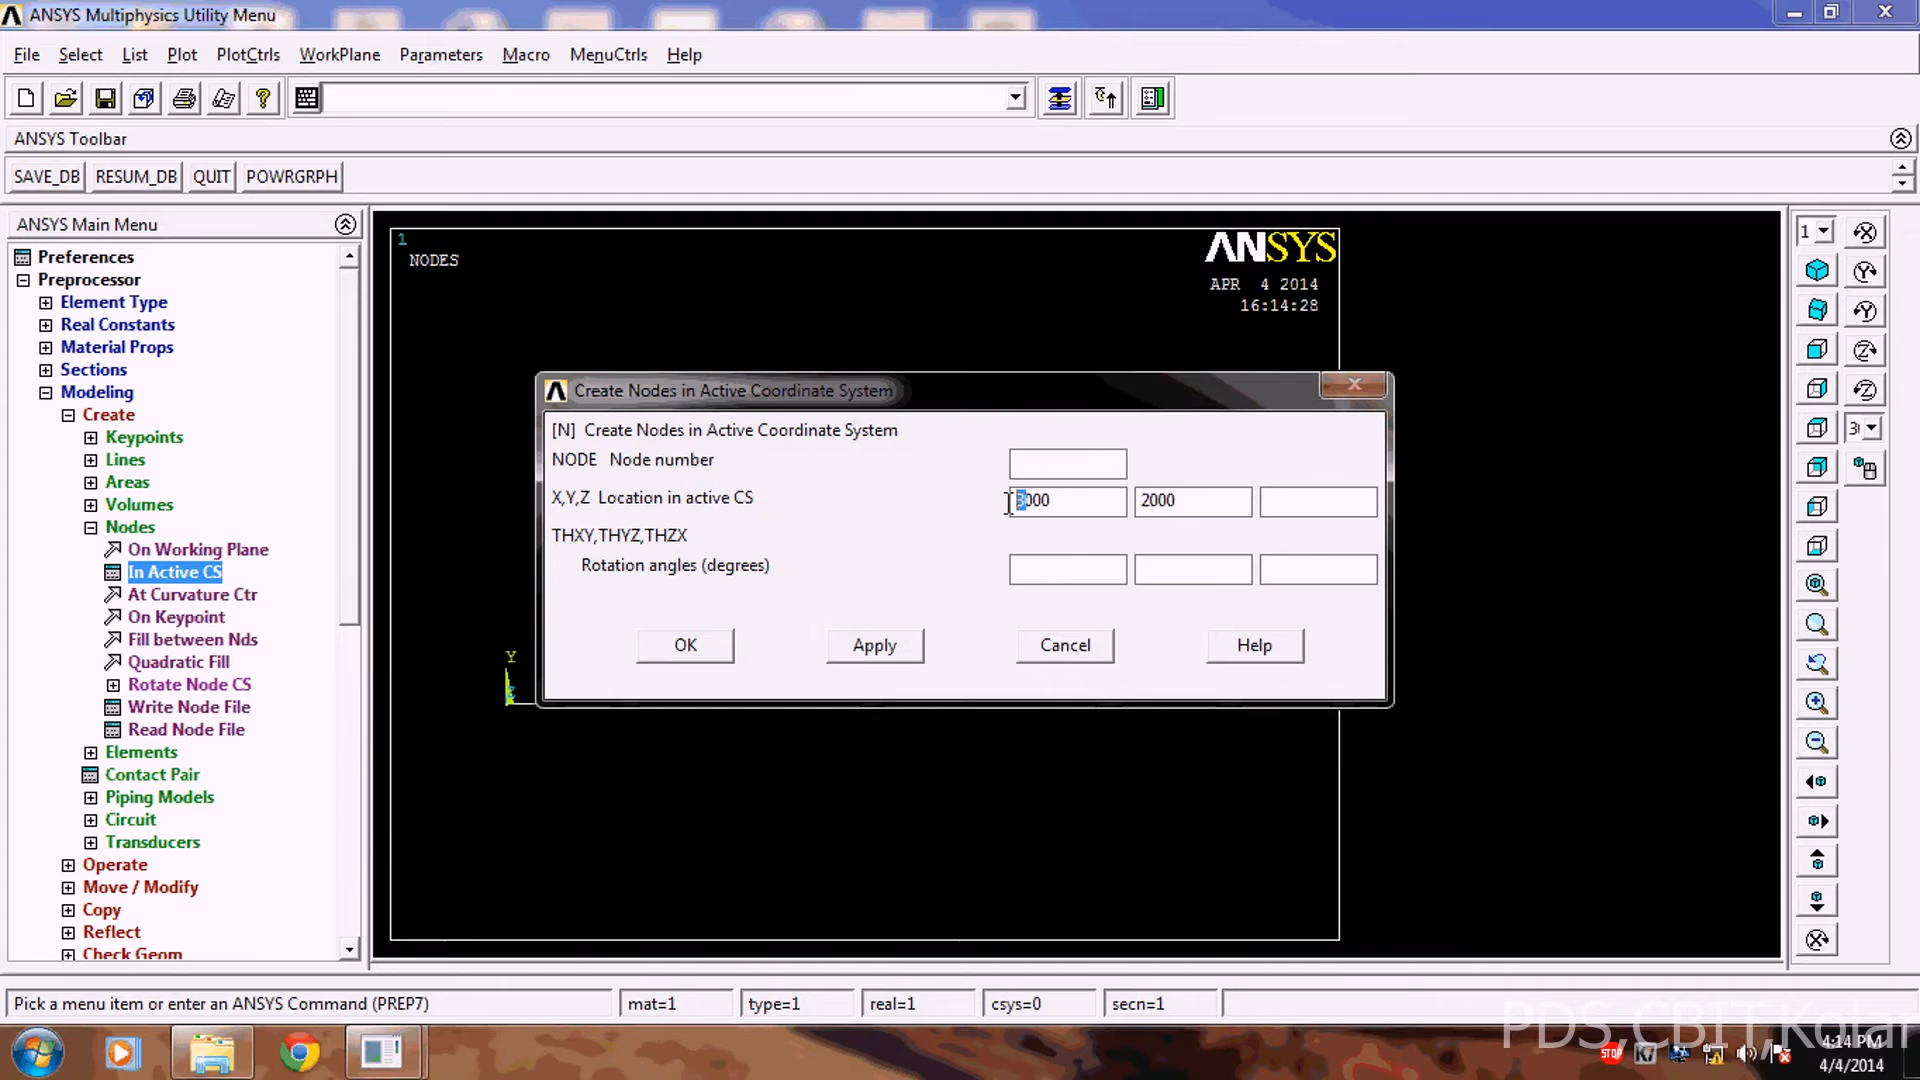 ANSYS Multiphysics Utility Menu
File Select List Plot PlotCtrls WorkPlane Parameters Macro MenuCtrls Help
ANSYS Toolbar
SAVE_DB RESUM_DB QUIT POWRGRPH
ANSYS Main Menu
Preferences
Preprocessor
Element Type
Real Constants
Material Props
Sections
Modeling
Create
Keypoints
Lines
Areas
Volumes
Nodes
On Working Plane
In Active CS
At Curvature Ctr
On Keypoint
Fill between Nds
Quadratic Fill
Rotate Node CS
Write Node File
Read Node File
Elements
Contact Pair
Piping Models
Circuit
Transducers
Operate
Move / Modify
Copy
Reflect
Check Geom
1
NODES
ANSYS
APR 4 2014
16:14:28
Y
Z
Create Nodes in Active Coordinate System
[N] Create Nodes in Active Coordinate System
NODE Node number
X,Y,Z Location in active CS 3000 2000
THXY,THYZ,THZX
Rotation angles (degrees)
OK Apply Cancel Help
1
Pick a menu item or enter an ANSYS Command (PREP7) mat=1 type=1 real=1 csys=0 secn=1
PDS,CBIT,Kolar
4:14 PM
4/4/2014
STOP